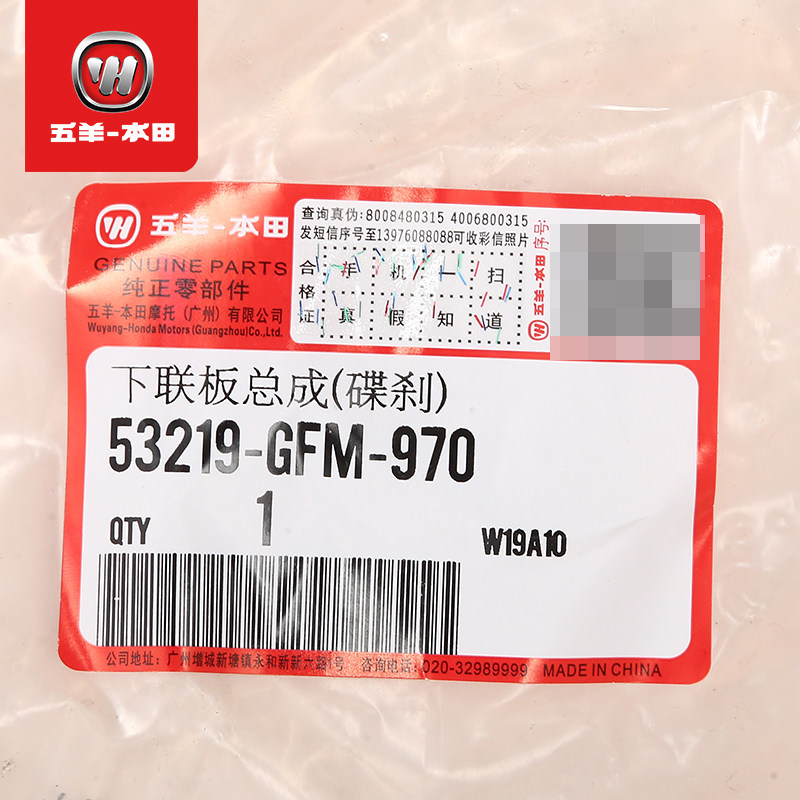 五羊-本田
五羊-本田
GENUINE PARTS
纯正零部件
五羊-本田摩托（广州）有限公司
Wuyang-Honda Motors (Guangzhou) Co., Ltd.
查询真伪:8008480315 4006800315
发短信序号至13976088088可收彩信照片
合格证
手机一扫
真假知道
五羊-本田序号:
下联板总成(碟刹)
53219-GFM-970
QTY 1 W19A10
公司地址：广州增城新塘镇永和新新六路1号 咨询电话：020-32989999 MADE IN CHINA